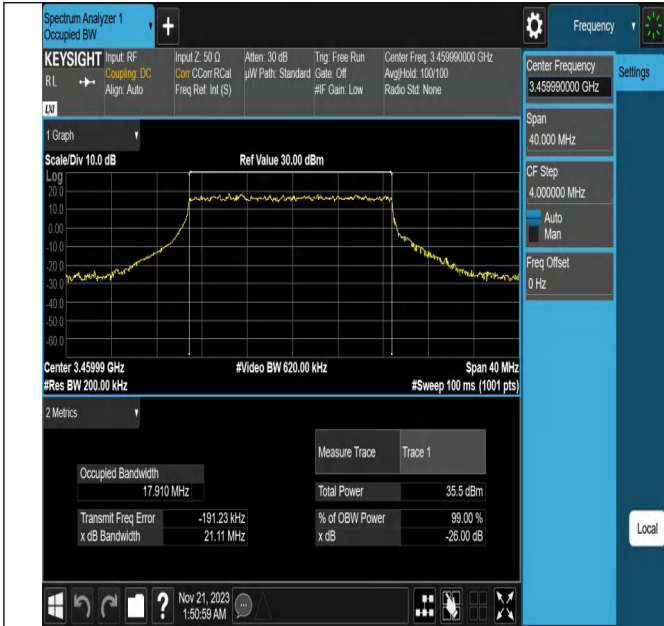 Spectrum Analyzer 1
Occupied BW
Frequency
KEYSIGHT
RL
LXI
Input: RF
Coupling: DC
Align: Auto
Input Z: 50 Ω
Corr CCorr RCal
Freq Ref: Int (S)
Atten: 30 dB
µW Path: Standard
Trig: Free Run
Gate: Off
#IF Gain: Low
Center Freq: 3.459990000 GHz
Avg|Hold: 100/100
Radio Std: None
Center Frequency
3.459990000 GHz
Settings
Span
40.000 MHz
CF Step
4.000000 MHz
Auto
Man
Freq Offset
0 Hz
Local
1 Graph
Scale/Div 10.0 dB
Ref Value 30.00 dBm
Log
20.0
10.0
0.00
-10.0
-20.0
-30.0
-40.0
-50.0
-60.0
Center 3.45999 GHz
#Video BW 620.00 kHz
Span 40 MHz
#Res BW 200.00 kHz
#Sweep 100 ms (1001 pts)
2 Metrics
Occupied Bandwidth
17.910 MHz
Transmit Freq Error -191.23 kHz
x dB Bandwidth 21.11 MHz
Measure Trace Trace 1
Total Power 35.5 dBm
% of OBW Power 99.00 %
x dB -26.00 dB
Nov 21, 2023
1:50:59 AM